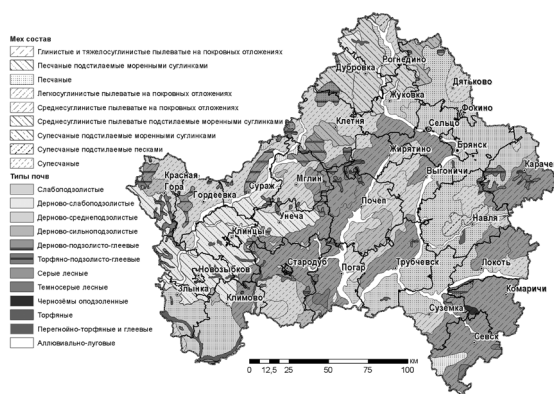 Мех состав
Глинистые и тяжелосуглинистые пылеватые на покровных отложениях
Песчаные подстилаемые моренными суглинками
Песчаные
Легкосуглистые пылеватые на покровных отложениях
Среднесуглистые пылеватые на покровных отложениях
Среднесуглистые пылеватые подстилаемые моренными суглинками
Супесчаные подстилаемые моренными суглинками
Супесчаные подстилаемые песками
Супесчаные
Типы почв
Слабоподзолистые
Дерново-слабоподзолистые
Дерново-среднеподзолистые
Дерново-сильноподзолистые
Дерново-подзолисто-глеевые
Торфяно-подзолисто-глеевые
Серые лесные
Темносерые лесные
Чернозёмы оподзоленные
Торфяные
Перегнойно-торфяные и глеевые
Аллювиально-луговые
Рогнедино
Дубровка
Дятьково
Жуковка
Фокино
Клетня
Сельцо
Жирятино
Брянск
Карачев
Выгоничи
Красная Гора
Гордеевка
Сураж
Мглин
Почеп
Унеча
Навля
Клинцы
Новозыбков
Стародуб
Погар
Трубчевск
Локоть
Злынка
Климово
Комаричи
Суземка
Севск
0 12,5 25 50 75 100 км